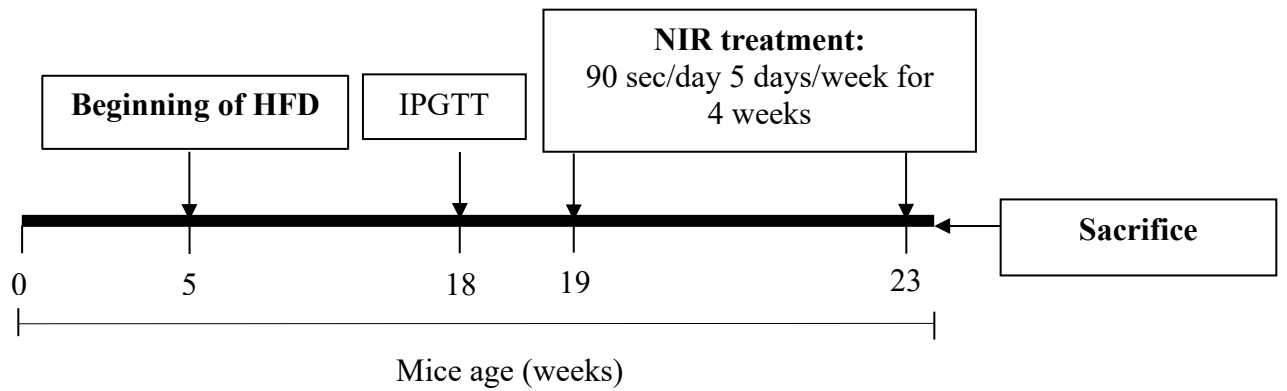 NIR treatment:
90 sec/day 5 days/week for
4 weeks
Beginning of HFD
IPGTT
Sacrifice
0
5
18
19
23
Mice age (weeks)